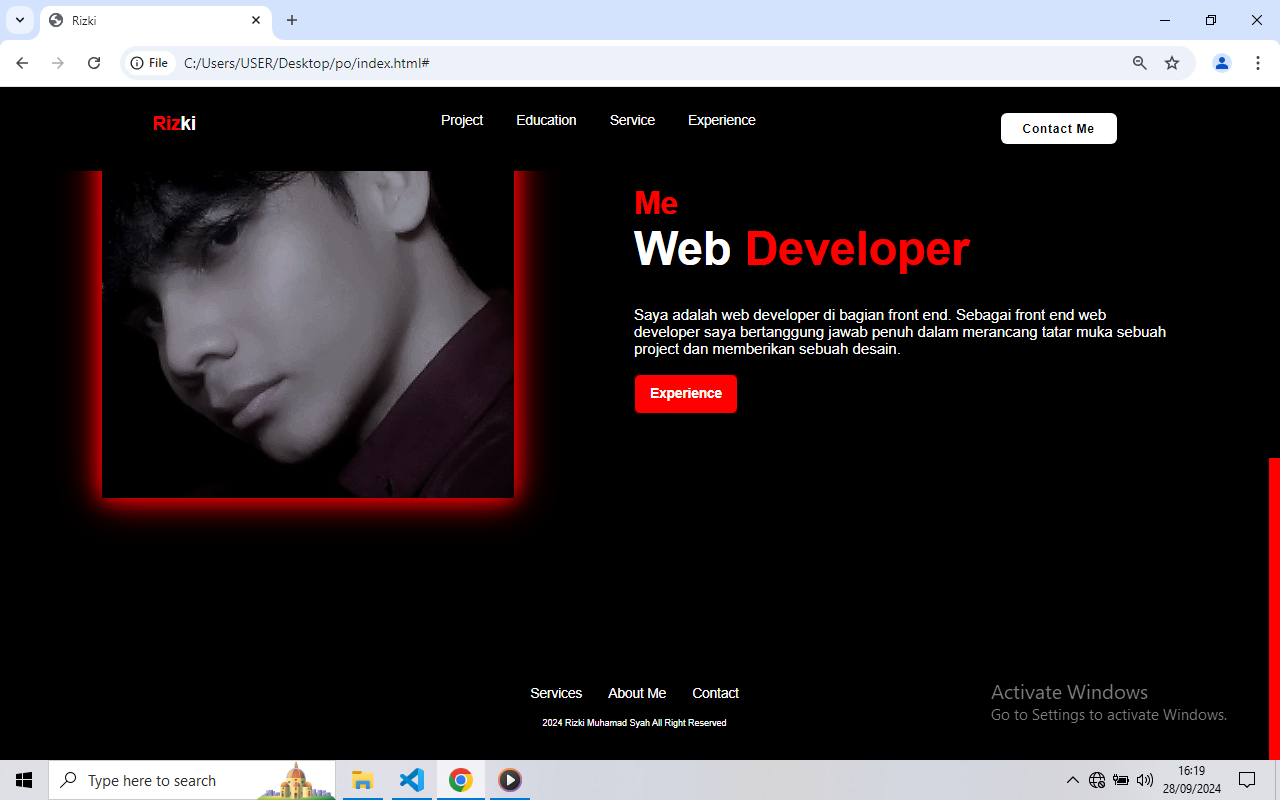 Rizki
File C:/Users/USER/Desktop/po/index.html#
Rizki Project Education Service Experience Contact Me
Me
Web Developer
Saya adalah web developer di bagian front end. Sebagai front end web
developer saya bertanggung jawab penuh dalam merancang tatar muka sebuah
project dan memberikan sebuah desain.
Experience
Services About Me Contact
2024 Rizki Muhamad Syah All Right Reserved
Activate Windows
Go to Settings to activate Windows.
Type here to search
16:19
28/09/2024